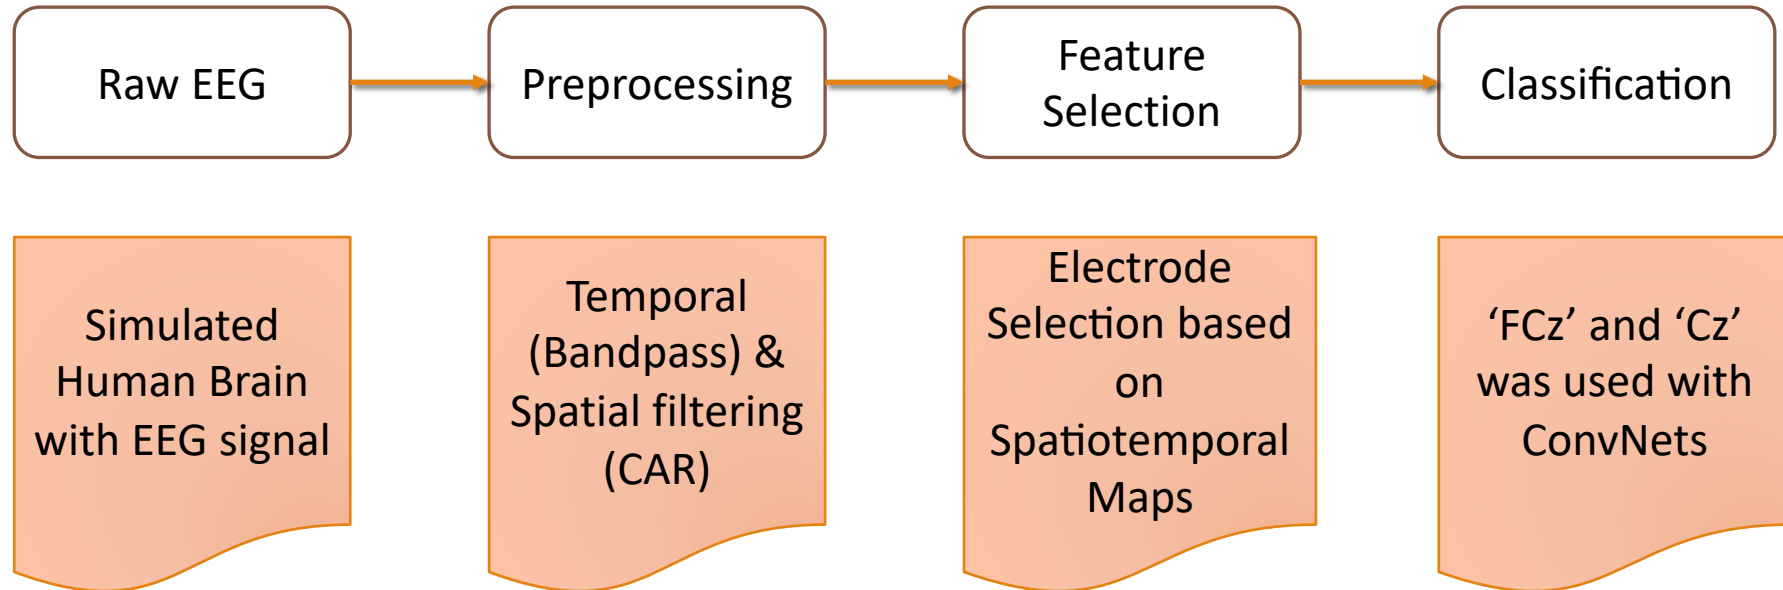 Raw EEG
Preprocessing
Feature
Selection
Classification
Simulated
Human Brain
with EEG signal
Temporal
(Bandpass) &
Spatial filtering
(CAR)
Electrode
Selection based
on
Spatiotemporal
Maps
‘FCz’ and ‘Cz’
was used with
ConvNets